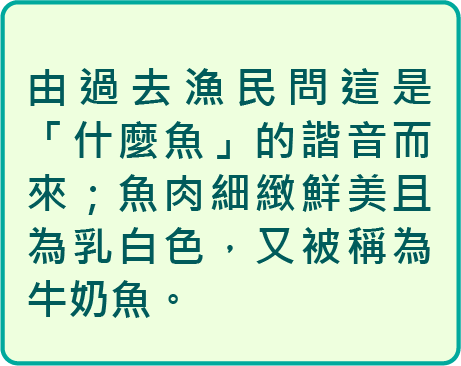 由過去漁民問這是
「什麼魚」的諧音而
來；魚肉細緻鮮美且
為乳白色，又被稱為
牛奶魚。